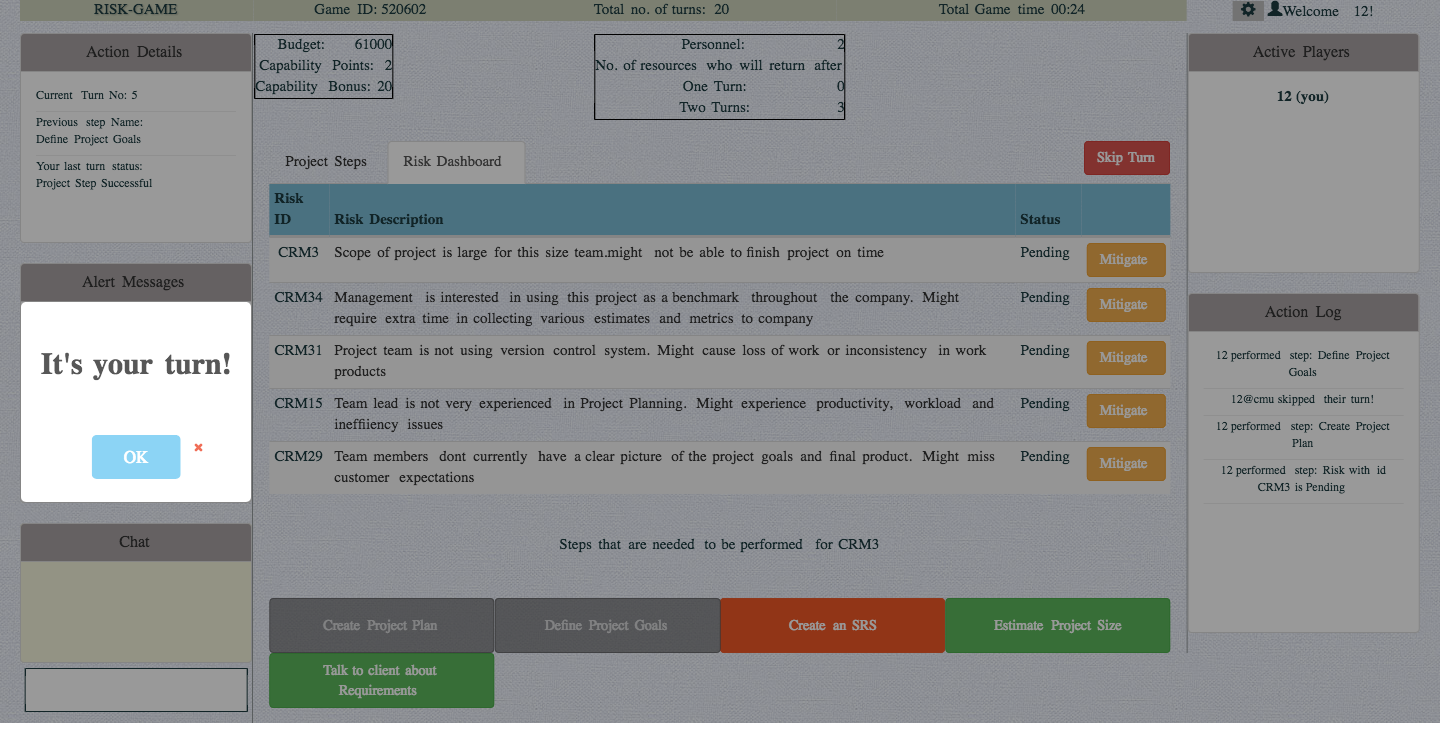 RISK-GAME Game ID: 520602 Total no. of turns: 20 Total Game time 00:24 Welcome 12!
Action Details
Current Turn No: 5
Previous step Name:
Define Project Goals
Your last turn status:
Project Step Successful
Alert Messages
It's your turn!
OK
Chat
Budget: 61000
Capability Points: 2
Capability Bonus: 20
Personnel: 2
No. of resources who will return after
One Turn: 0
Two Turns: 3
Project Steps Risk Dashboard Skip Turn
Risk
ID Risk Description Status
CRM3 Scope of project is large for this size team.might not be able to finish project on time Pending Mitigate
CRM34 Management is interested in using this project as a benchmark throughout the company. Might Pending Mitigate
require extra time in collecting various estimates and metrics to company
CRM31 Project team is not using version control system. Might cause loss of work or inconsistency in work Pending Mitigate
products
CRM15 Team lead is not very experienced in Project Planning. Might experience productivity, workload and Pending Mitigate
ineffiiency issues
CRM29 Team members dont currently have a clear picture of the project goals and final product. Might miss Pending Mitigate
customer expectations
Steps that are needed to be performed for CRM3
Create Project Plan Define Project Goals Create an SRS Estimate Project Size
Talk to client about
Requirements
Active Players
12 (you)
Action Log
12 performed step: Define Project
Goals
12@cmu skipped their turn!
12 performed step: Create Project
Plan
12 performed step: Risk with id
CRM3 is Pending